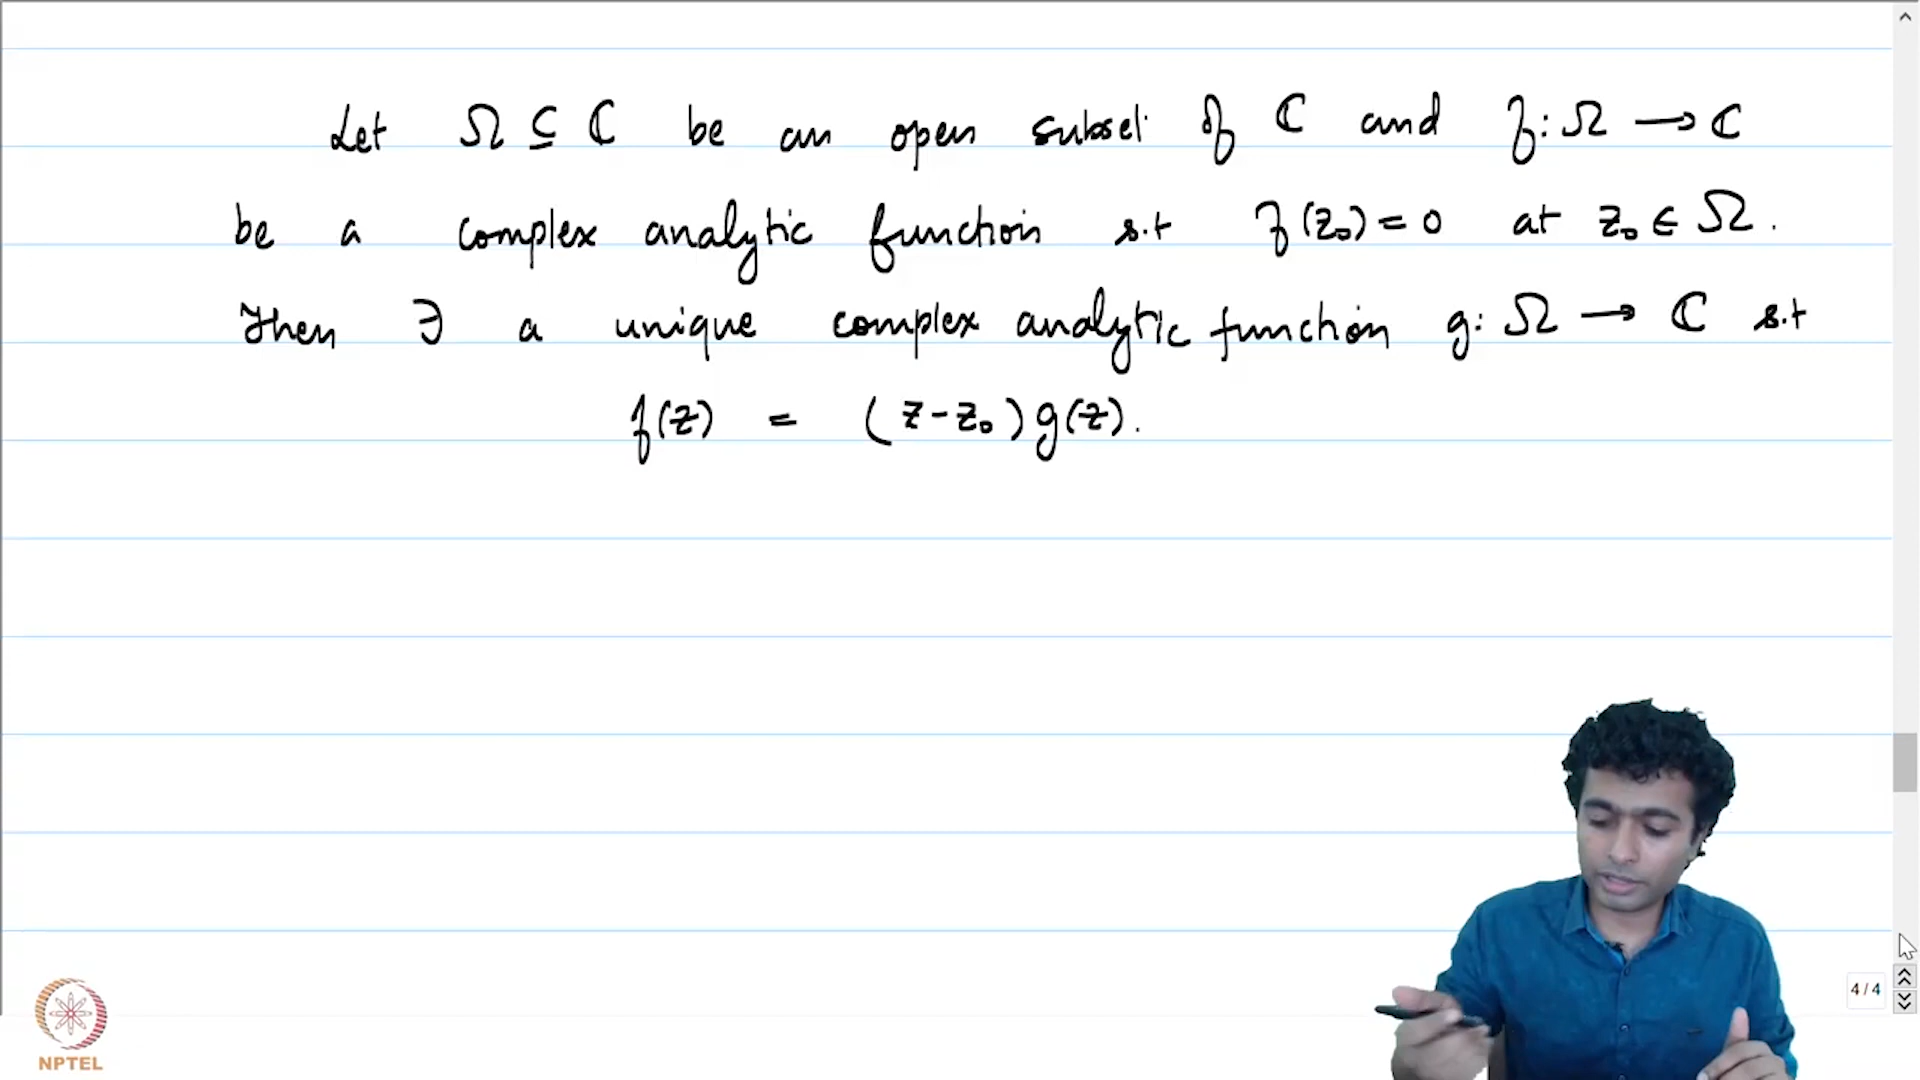 Let Ω ⊆ ℂ be an open subset of ℂ and f: Ω → ℂ
be a complex analytic function s.t f(z₀) = 0 at z₀ ∈ Ω.
Then ∃ a unique complex analytic function g: Ω → ℂ s.t
f(z) = (z-z₀) g(z).
4 / 4
NPTEL